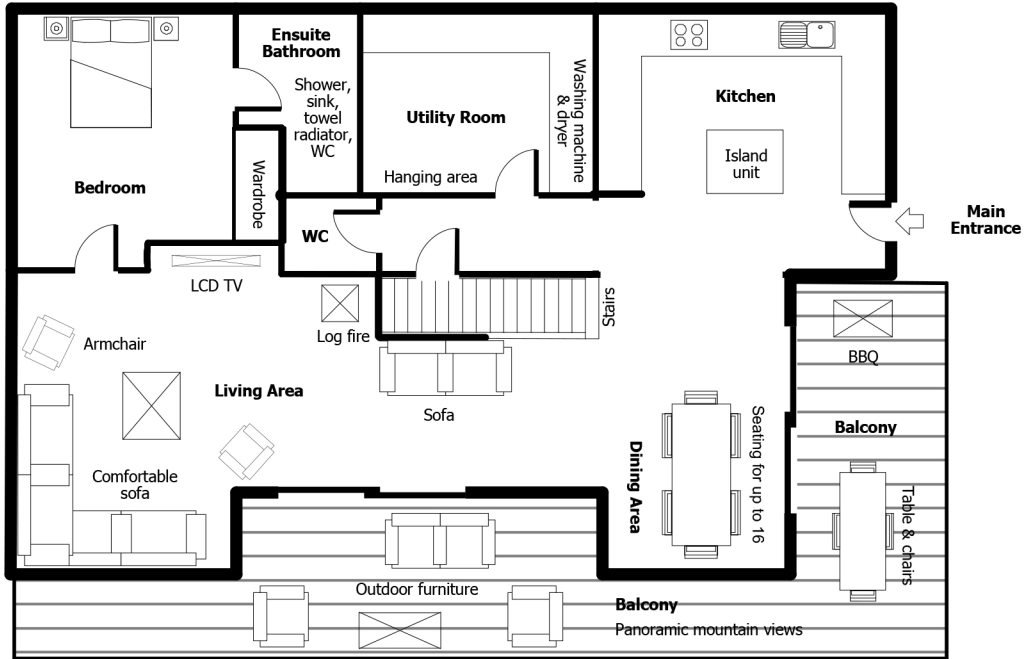 Ensuite
Bathroom
Shower,
sink,
towel
radiator,
WC
Bedroom
Wardrobe
Utility Room
Hanging area
Washing machine
& dryer
Kitchen
Island
unit
Main
Entrance
WC
LCD TV
Log fire
Stairs
Armchair
Living Area
Sofa
Comfortable
sofa
Dining Area
Seating for up to 16
BBQ
Balcony
Table & chairs
Outdoor furniture
Balcony
Panoramic mountain views